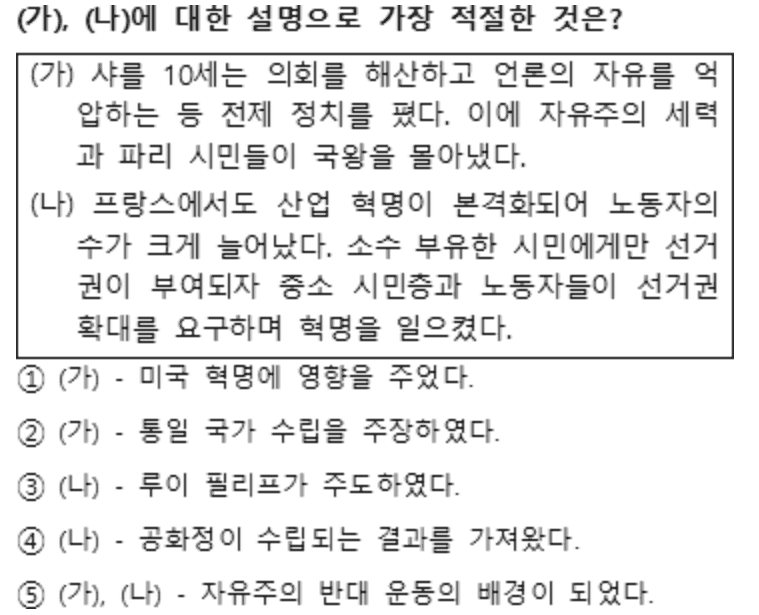 (가), (나)에 대한 설명으로 가장 적절한 것은?
(가) 샤를 10세는 의회를 해산하고 언론의 자유를 억
압하는 등 전제 정치를 폈다. 이에 자유주의 세력
과 파리 시민들이 국왕을 몰아냈다.
(나) 프랑스에서도 산업 혁명이 본격화되어 노동자의
수가 크게 늘어났다. 소수 부유한 시민에게만 선거
권이 부여되자 중소 시민층과 노동자들이 선거권
확대를 요구하며 혁명을 일으켰다.
① (가) - 미국 혁명에 영향을 주었다.
② (가) - 통일 국가 수립을 주장하였다.
③ (나) - 루이 필리프가 주도하였다.
④ (나) - 공화정이 수립되는 결과를 가져왔다.
⑤ (가), (나) - 자유주의 반대 운동의 배경이 되었다.